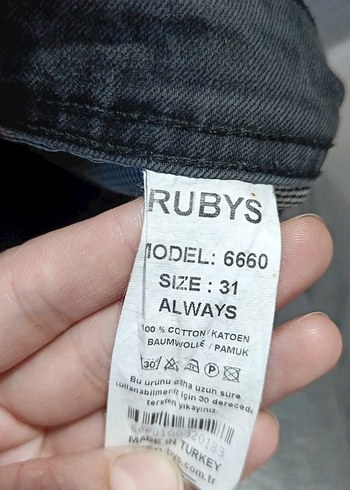 RUBYS
MODEL: 6660
SIZE : 31
ALWAYS
100 % COTTON/KATOEN
BAUMWOLLE / PAMUK
30 P
Bu ürünü daha uzun süre
kullanabilmeniz için 30 derecede
tersten yıkayınız.
MADE IN TURKEY